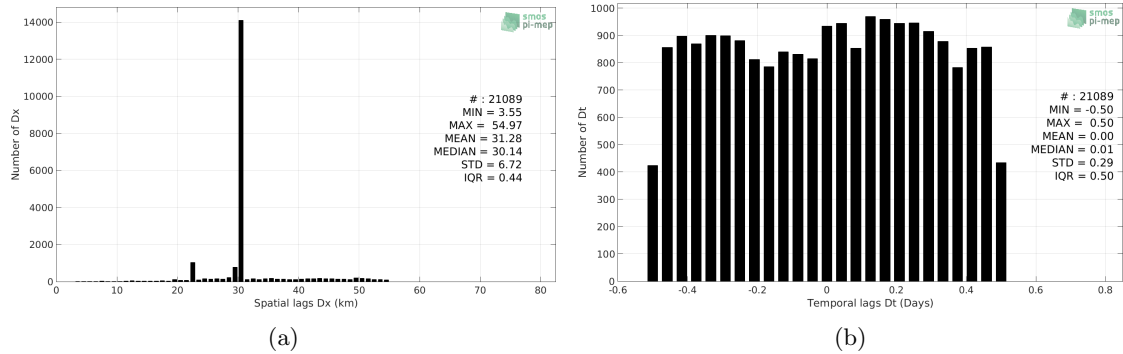 14000
12000
10000
8000
6000
4000
2000
0
Number of Dx
smos
pi-mep
# : 21089
MIN = 3.55
MAX = 54.97
MEAN = 31.28
MEDIAN = 30.14
STD = 6.72
IQR = 0.44
0 10 20 30 40 50 60 70 80
Spatial lags Dx (km)
(a)
1000
900
800
700
600
500
400
300
200
100
0
Number of Dt
smos
pi-mep
# : 21089
MIN = -0.50
MAX = 0.50
MEAN = 0.00
MEDIAN = 0.01
STD = 0.29
IQR = 0.50
-0.6 -0.4 -0.2 0 0.2 0.4 0.6 0.8
Temporal lags Dt (Days)
(b)